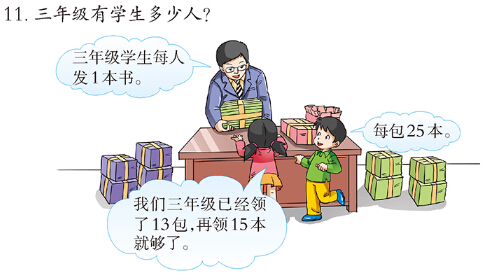 11. 三年级有学生多少人？
三年级学生每人
发1本书。
每包25本。
我们三年级已经领
了13包，再领15本
就够了。